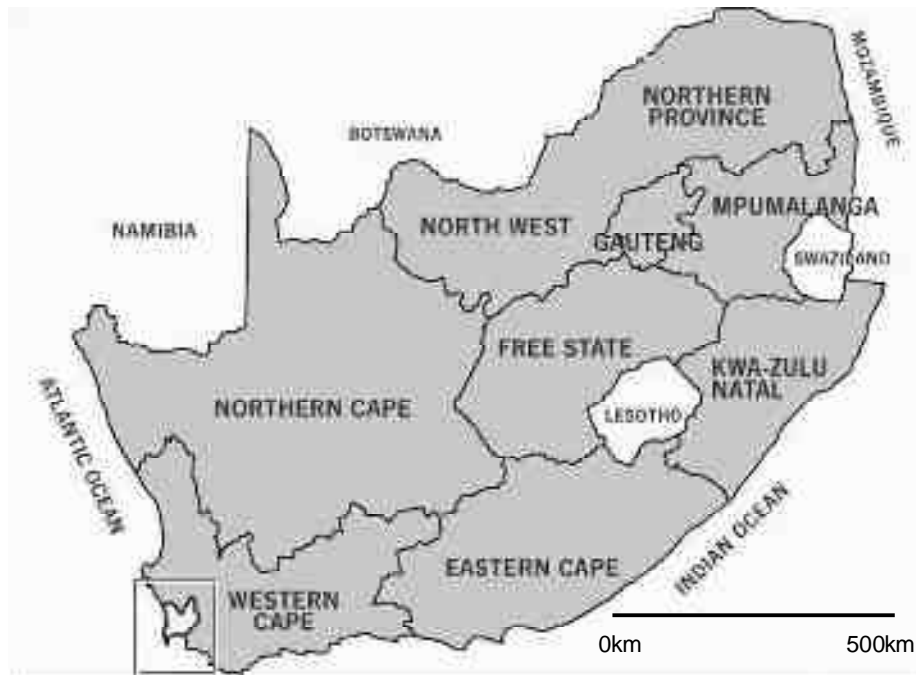 MOZAMBIQUE
NORTHERN
PROVINCE
BOTSWANA
MPUMALANGA
NORTH WEST
NAMIBIA
GAUTENG
SWAZILAND
FREE STATE
KWA-ZULU
NATAL
NORTHERN CAPE
LESOTHO
ATLANTIC OCEAN
INDIAN OCEAN
EASTERN CAPE
WESTERN
CAPE
0km
500km